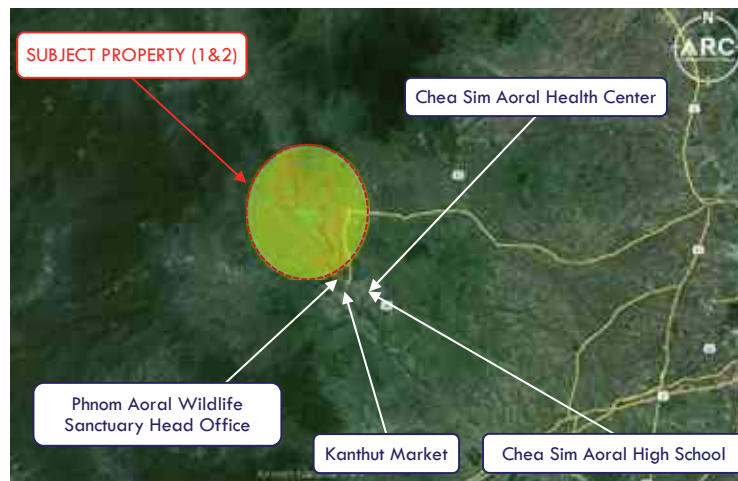 N
ARC
SUBJECT PROPERTY (1&2)
Chea Sim Aoral Health Center
Phnom Aoral Wildlife
Sanctuary Head Office
Kanthut Market
Chea Sim Aoral High School